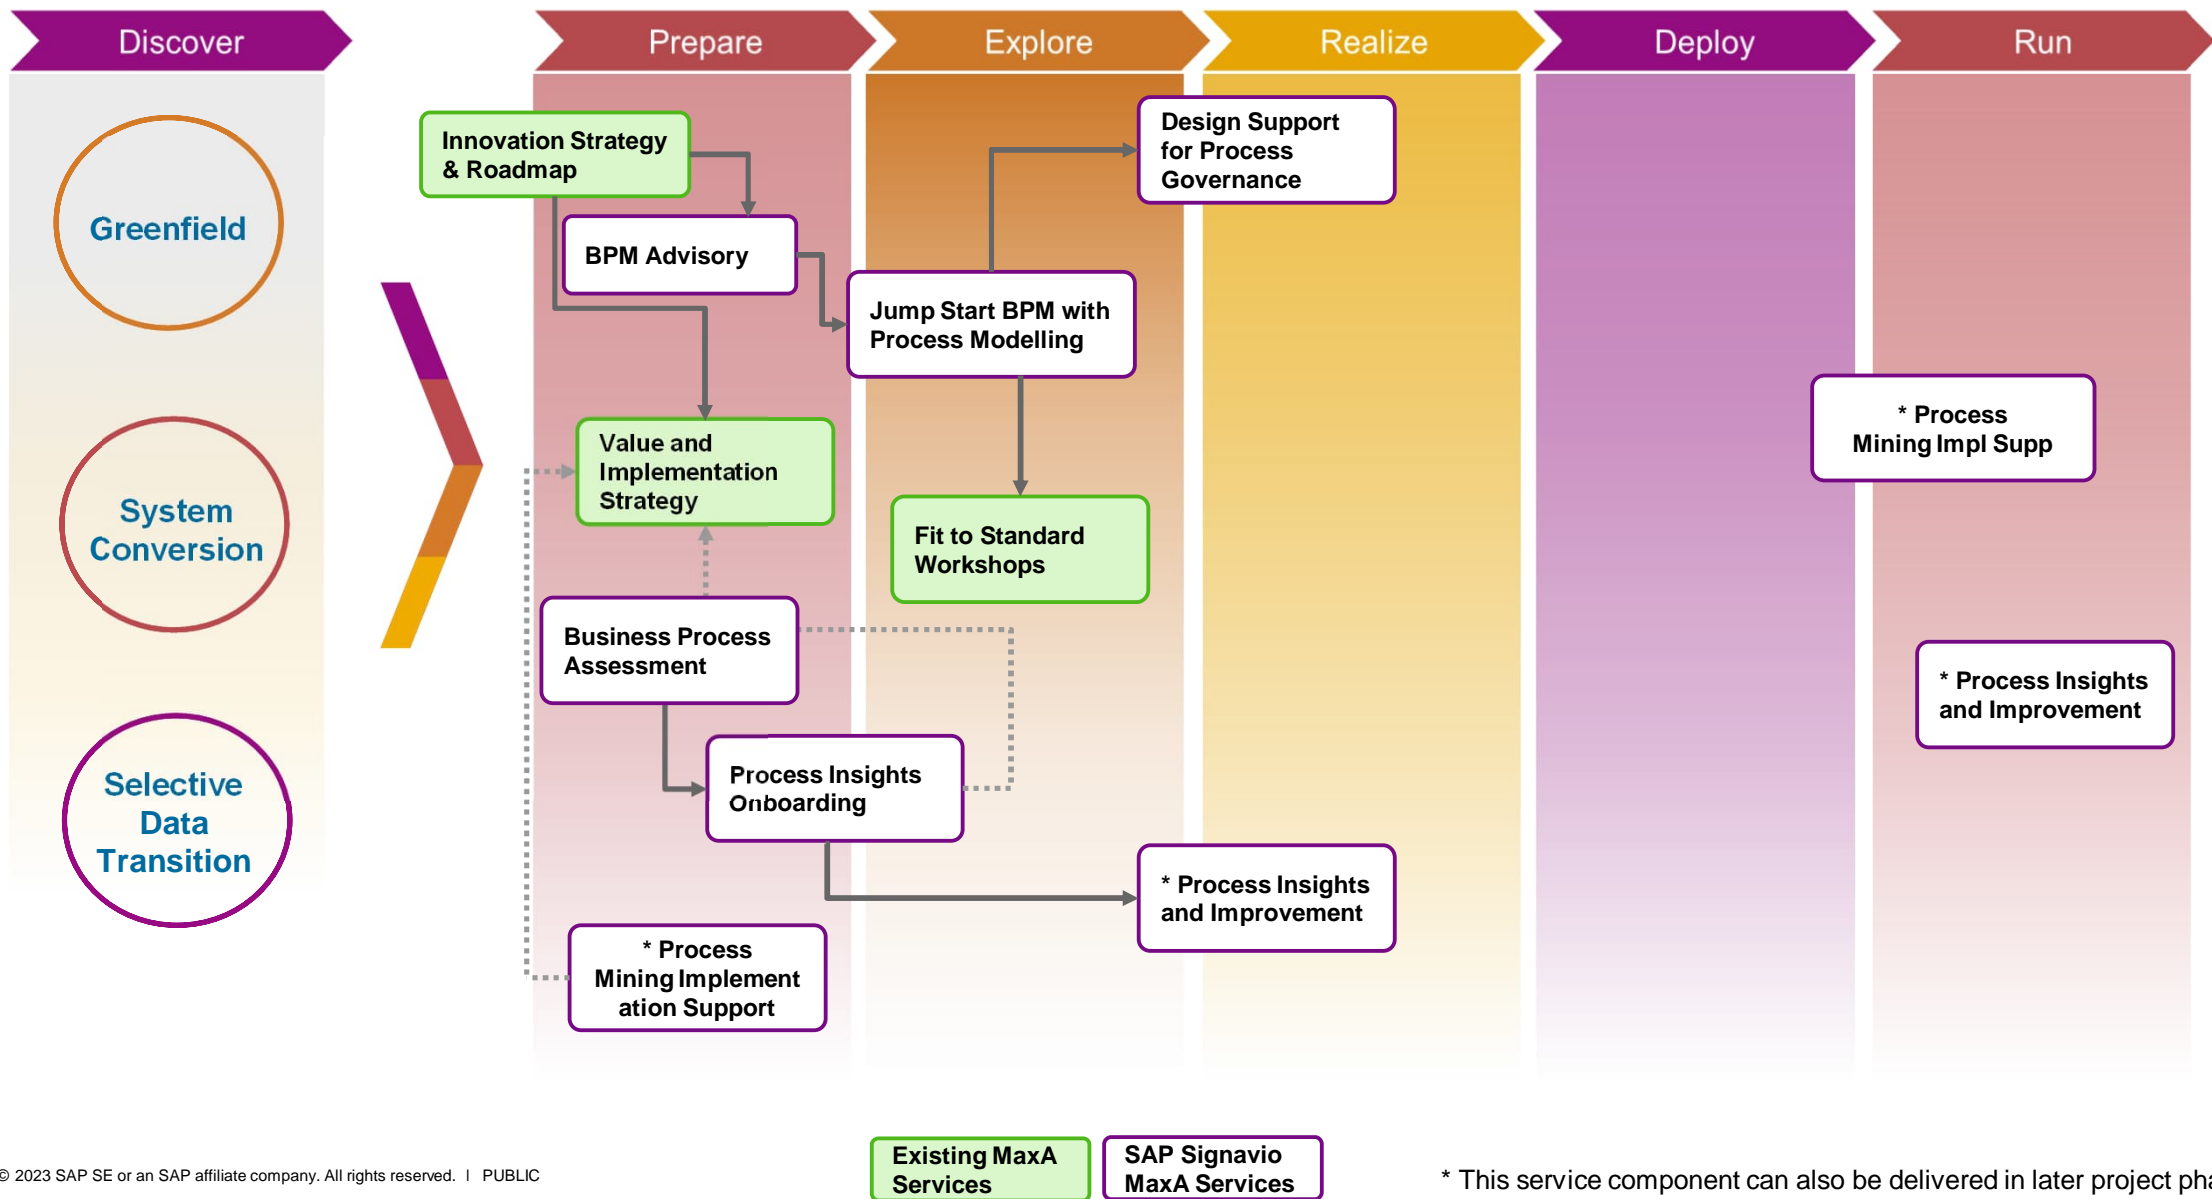 Discover
Prepare
Explore
Realize
Deploy
Run
Greenfield
System
Conversion
Selective
Data
Transition
Innovation Strategy
& Roadmap
BPM Advisory
Design Support
for Process
Governance
Jump Start BPM with
Process Modelling
Value and
Implementation
Strategy
Fit to Standard
Workshops
* Process
Mining Impl Supp
Business Process
Assessment
* Process Insights
and Improvement
Process Insights
Onboarding
* Process Insights
and Improvement
* Process
Mining Implement
ation Support
© 2023 SAP SE or an SAP affiliate company. All rights reserved. I PUBLIC
Existing MaxA
Services
SAP Signavio
MaxA Services
* This service component can also be delivered in later project